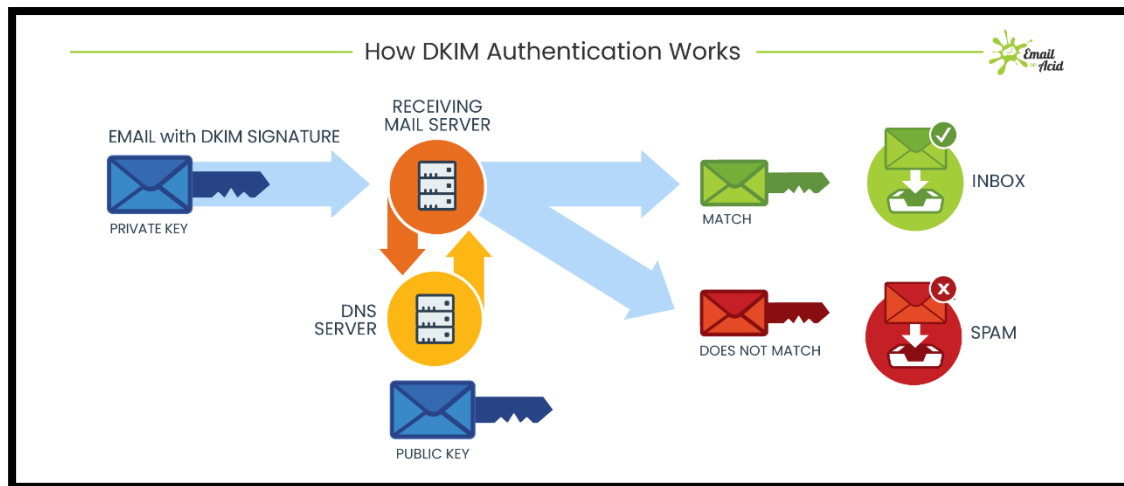 How DKIM Authentication Works
Email
on
Acid
RECEIVING
MAIL SERVER
EMAIL with DKIM SIGNATURE
PRIVATE KEY
MATCH
INBOX
DNS
SERVER
DOES NOT MATCH
SPAM
PUBLIC KEY